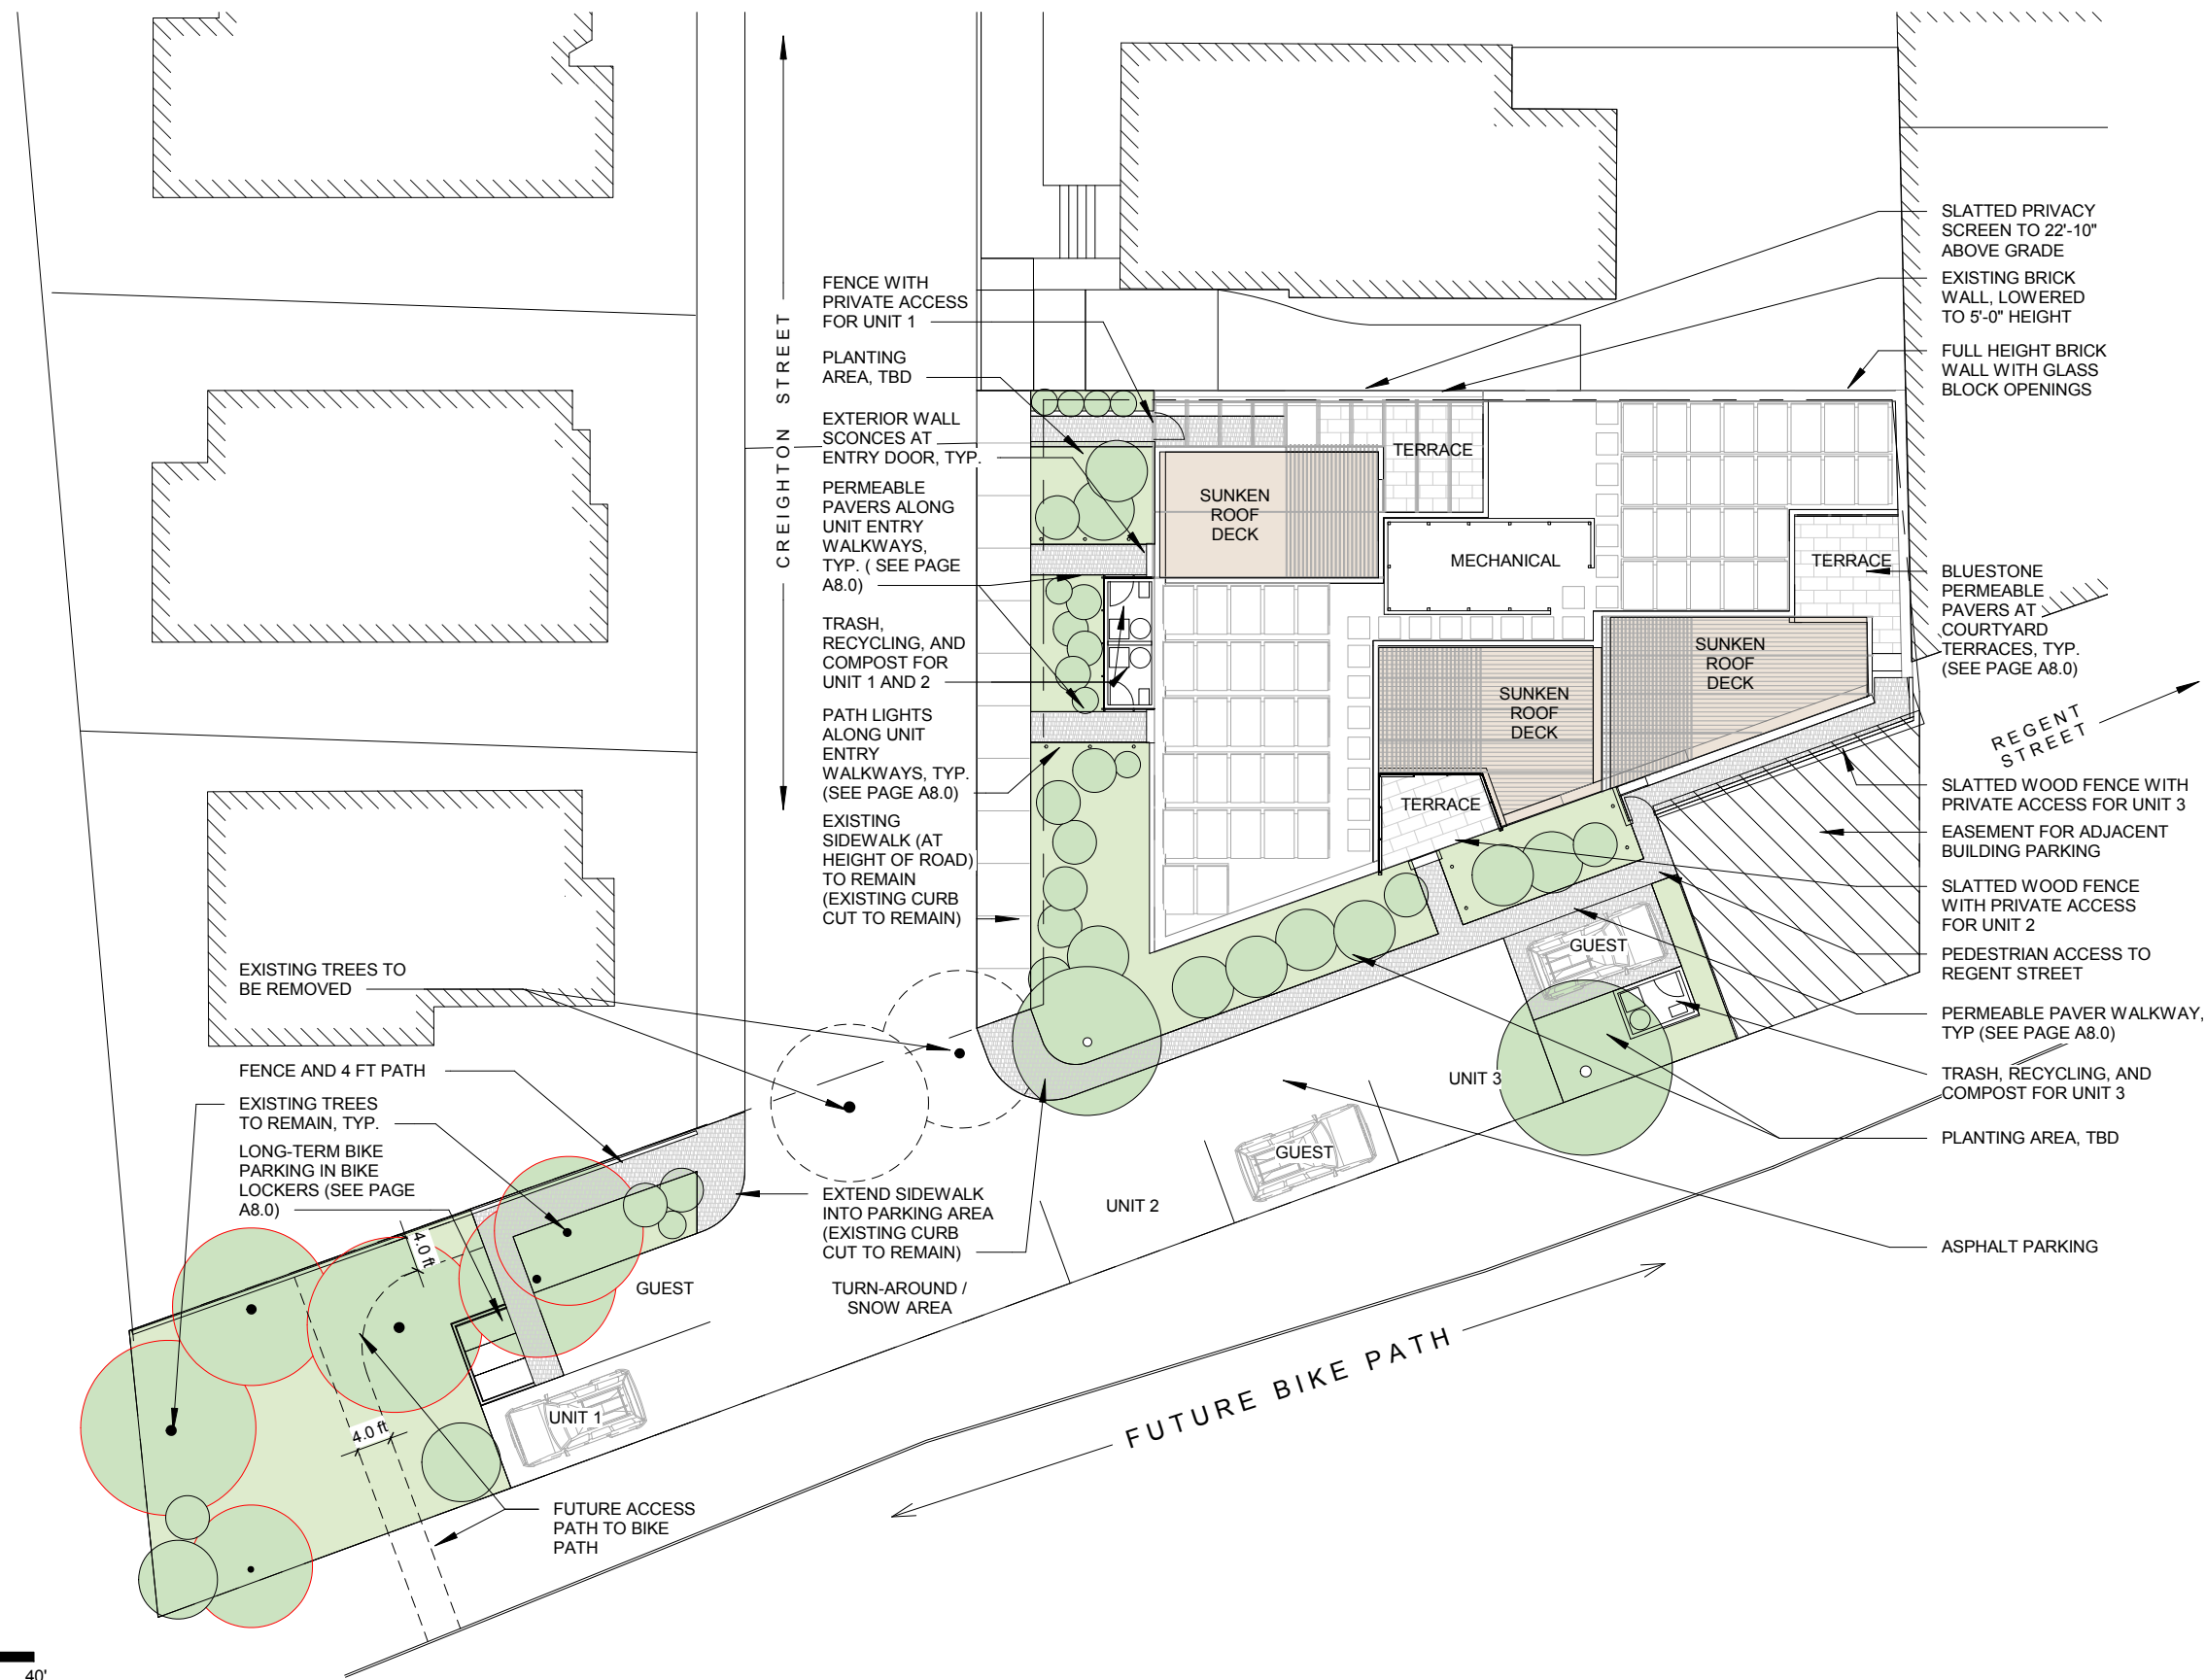 CREIGHTON STREET
FENCE WITH
PRIVATE ACCESS
FOR UNIT 1
PLANTING
AREA, TBD
EXTERIOR WALL
SCONCES AT
ENTRY DOOR, TYP.
PERMEABLE
PAVERS ALONG
UNIT ENTRY
WALKWAYS,
TYP. ( SEE PAGE
A8.0)
TRASH,
RECYCLING, AND
COMPOST FOR
UNIT 1 AND 2
PATH LIGHTS
ALONG UNIT
ENTRY
WALKWAYS, TYP.
(SEE PAGE A8.0)
EXISTING
SIDEWALK (AT
HEIGHT OF ROAD)
TO REMAIN
(EXISTING CURB
CUT TO REMAIN)
SUNKEN
ROOF
DECK
TERRACE
MECHANICAL
TERRACE
SUNKEN
ROOF
DECK
SUNKEN
ROOF
DECK
TERRACE
SLATTED PRIVACY
SCREEN TO 22'-10"
ABOVE GRADE
EXISTING BRICK
WALL, LOWERED
TO 5'-0" HEIGHT
FULL HEIGHT BRICK
WALL WITH GLASS
BLOCK OPENINGS
BLUESTONE
PERMEABLE
PAVERS AT
COURTYARD
TERRACES, TYP.
(SEE PAGE A8.0)
REGENT
STREET
SLATTED WOOD FENCE WITH
PRIVATE ACCESS FOR UNIT 3
EASEMENT FOR ADJACENT
BUILDING PARKING
SLATTED WOOD FENCE
WITH PRIVATE ACCESS
FOR UNIT 2
PEDESTRIAN ACCESS TO
REGENT STREET
PERMEABLE PAVER WALKWAY,
TYP (SEE PAGE A8.0)
TRASH, RECYCLING, AND
COMPOST FOR UNIT 3
PLANTING AREA, TBD
ASPHALT PARKING
GUEST
UNIT 3
GUEST
UNIT 2
EXISTING TREES TO
BE REMOVED
FENCE AND 4 FT PATH
EXISTING TREES
TO REMAIN, TYP.
LONG-TERM BIKE
PARKING IN BIKE
LOCKERS (SEE PAGE
A8.0)
EXTEND SIDEWALK
INTO PARKING AREA
(EXISTING CURB
CUT TO REMAIN)
TURN-AROUND /
SNOW AREA
GUEST
4.0 ft
UNIT 1
4.0 ft
FUTURE ACCESS
PATH TO BIKE
PATH
FUTURE BIKE PATH
40'